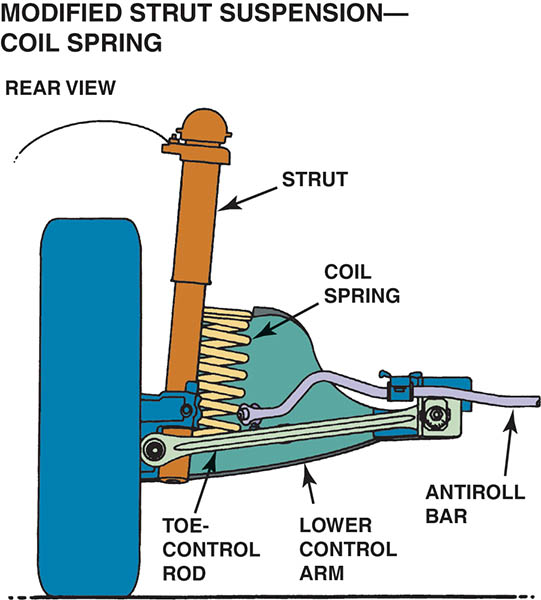 MODIFIED STRUT SUSPENSION—
COIL SPRING
REAR VIEW
STRUT
COIL
SPRING
ANTIROLL
BAR
TOE-
CONTROL
ROD
LOWER
CONTROL
ARM